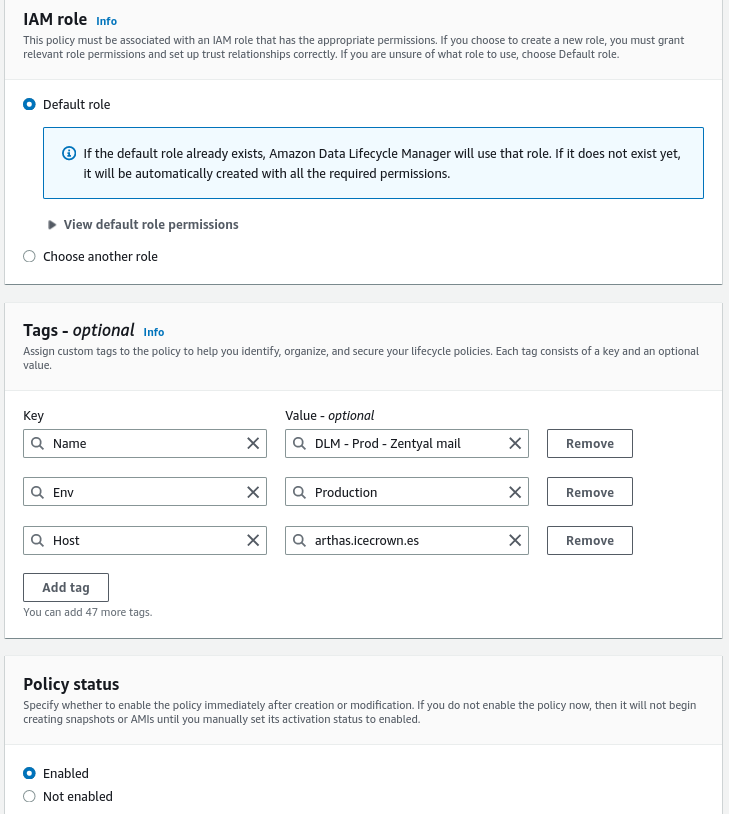 IAM role Info
This policy must be associated with an IAM role that has the appropriate permissions. If you choose to create a new role, you must grant
relevant role permissions and set up trust relationships correctly. If you are unsure of what role to use, choose Default role.
Default role
If the default role already exists, Amazon Data Lifecycle Manager will use that role. If it does not exist yet,
it will be automatically created with all the required permissions.
View default role permissions
Choose another role
Tags - optional Info
Assign custom tags to the policy to help you identify, organize, and secure your lifecycle policies. Each tag consists of a key and an optional
value.
Key Value - optional
Name DLM - Prod - Zentyal mail Remove
Env Production Remove
Host arthas.icecrown.es Remove
Add tag
You can add 47 more tags.
Policy status
Specify whether to enable the policy immediately after creation or modification. If you do not enable the policy now, then it will not begin
creating snapshots or AMIs until you manually set its activation status to enabled.
Enabled
Not enabled